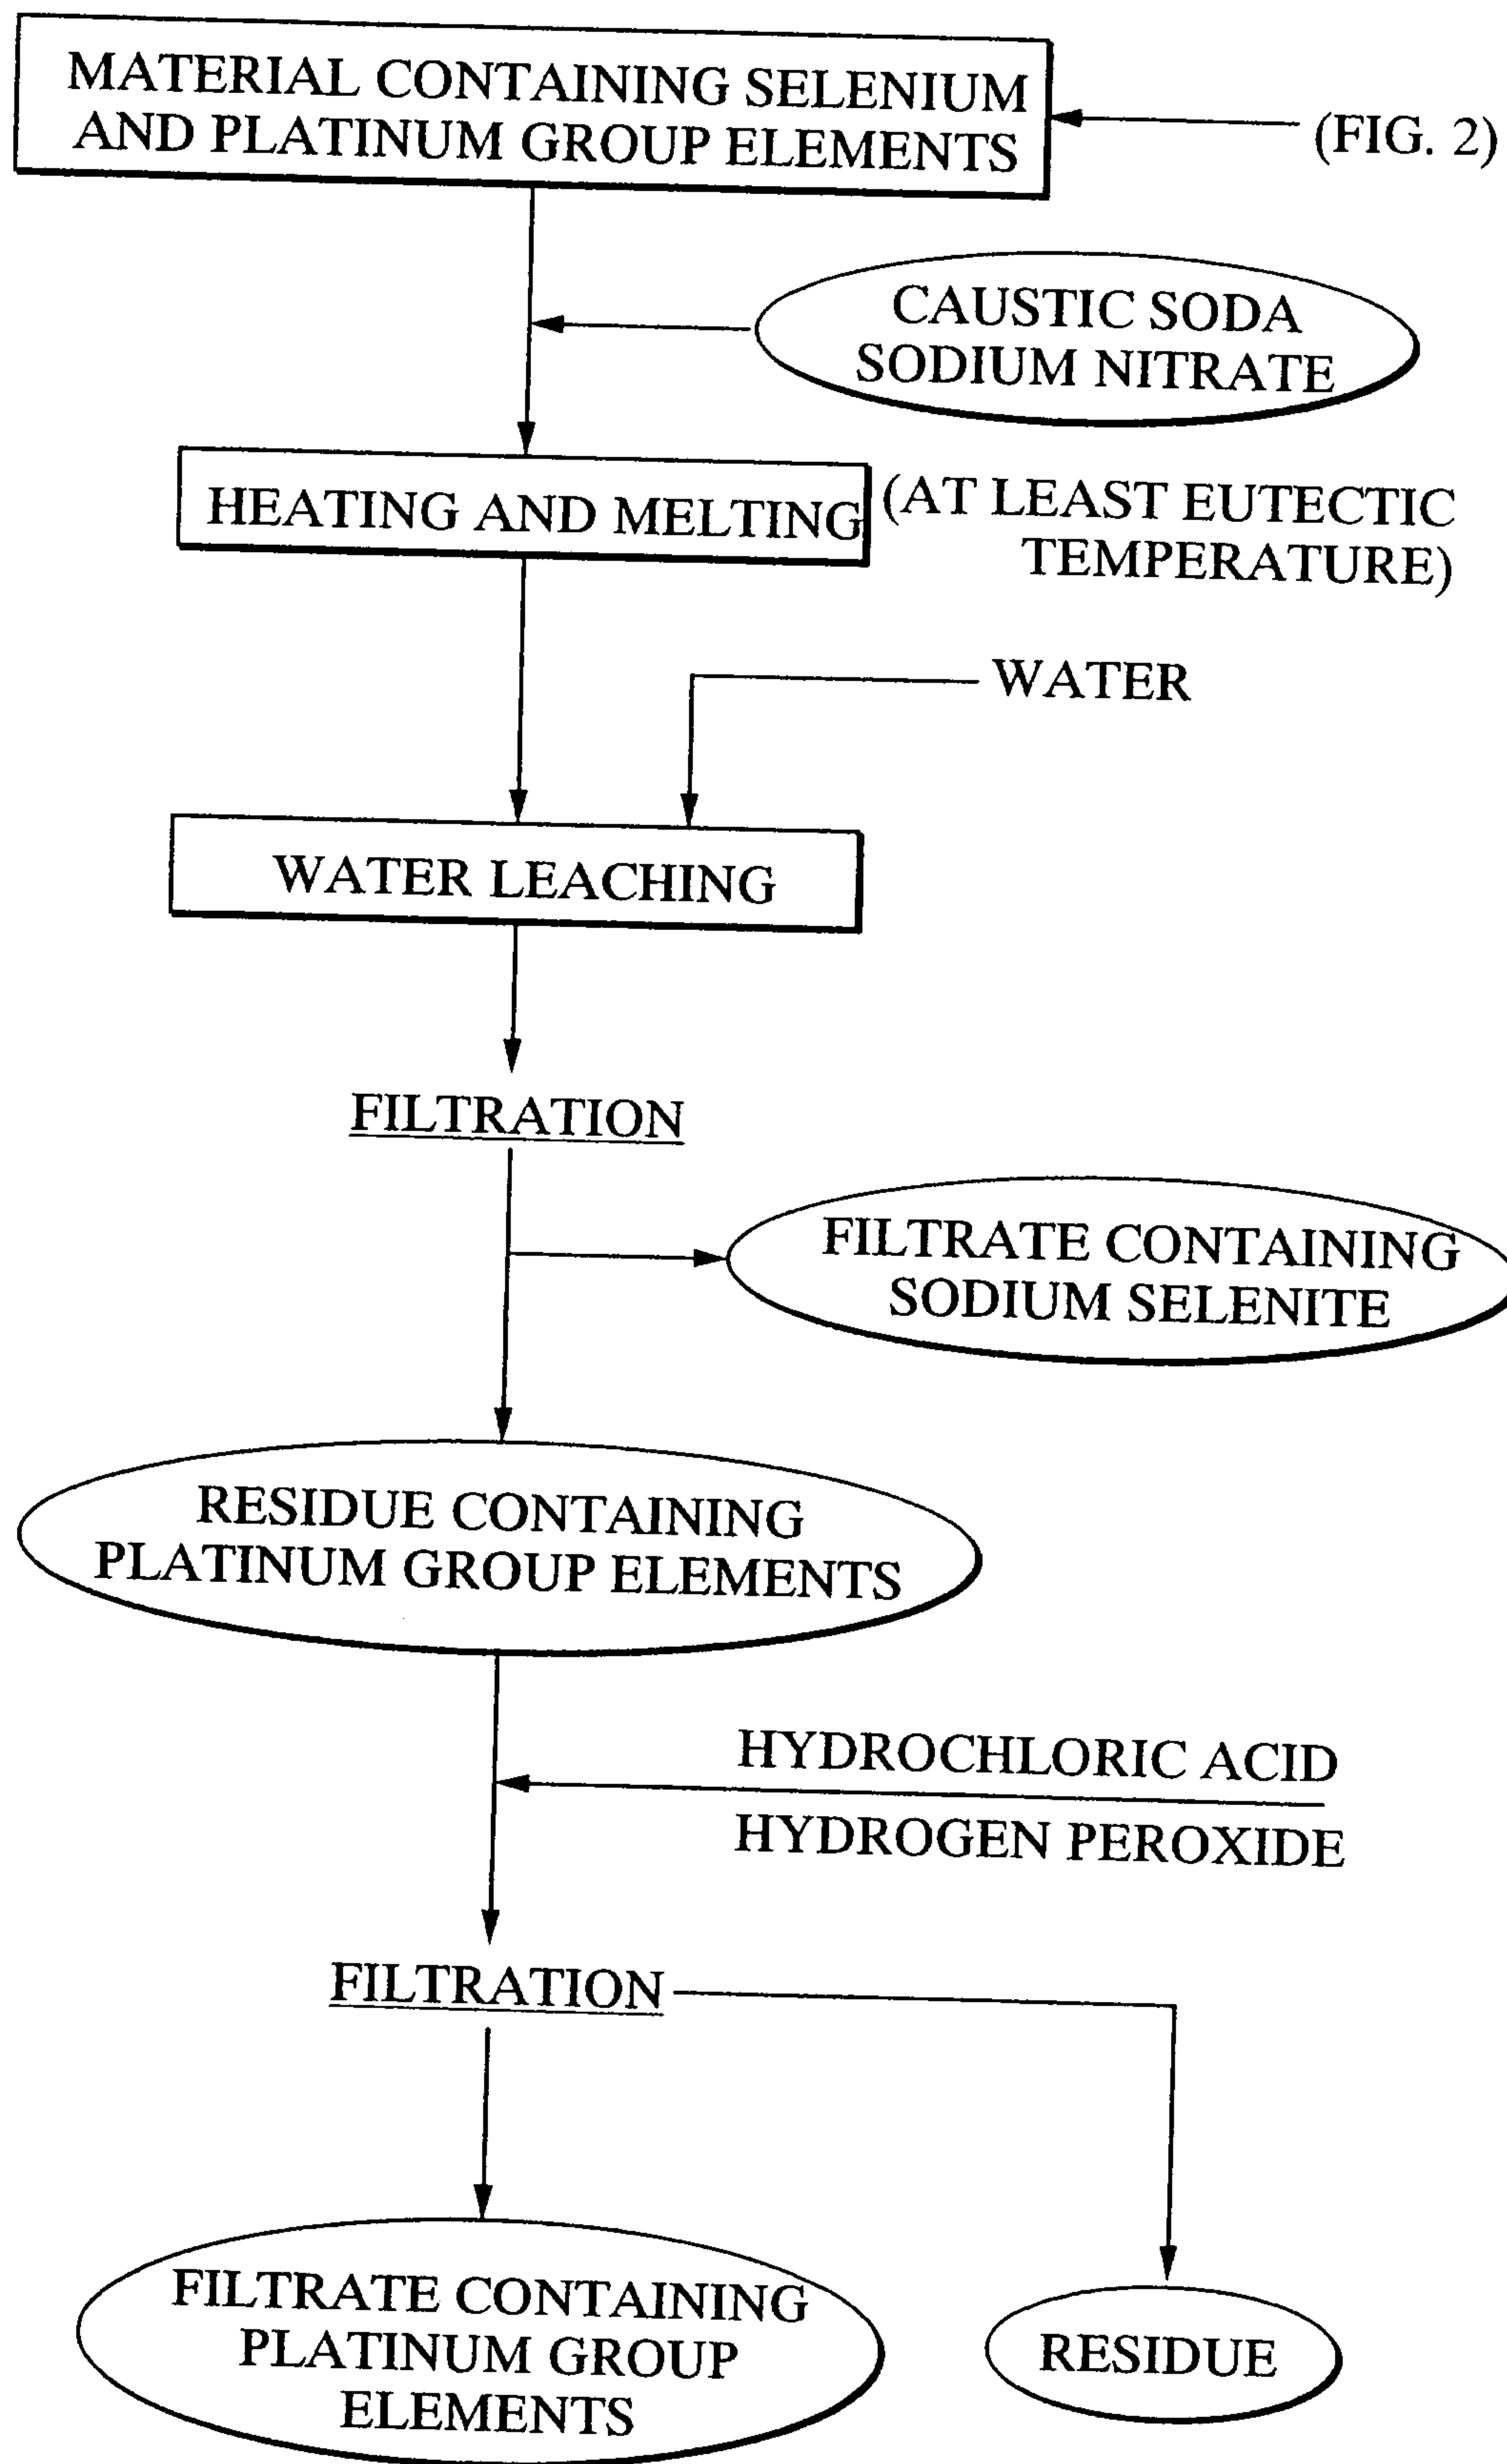 MATERIAL CONTAINING SELENIUM
AND PLATINUM GROUP ELEMENTS
(FIG. 2)
CAUSTIC SODA
SODIUM NITRATE
HEATING AND MELTING
(AT LEAST EUTECTIC
TEMPERATURE)
WATER
WATER LEACHING
FILTRATION
FILTRATE CONTAINING
SODIUM SELENITE
RESIDUE CONTAINING
PLATINUM GROUP ELEMENTS
HYDROCHLORIC ACID
HYDROGEN PEROXIDE
FILTRATION
FILTRATE CONTAINING
PLATINUM GROUP
ELEMENTS
RESIDUE